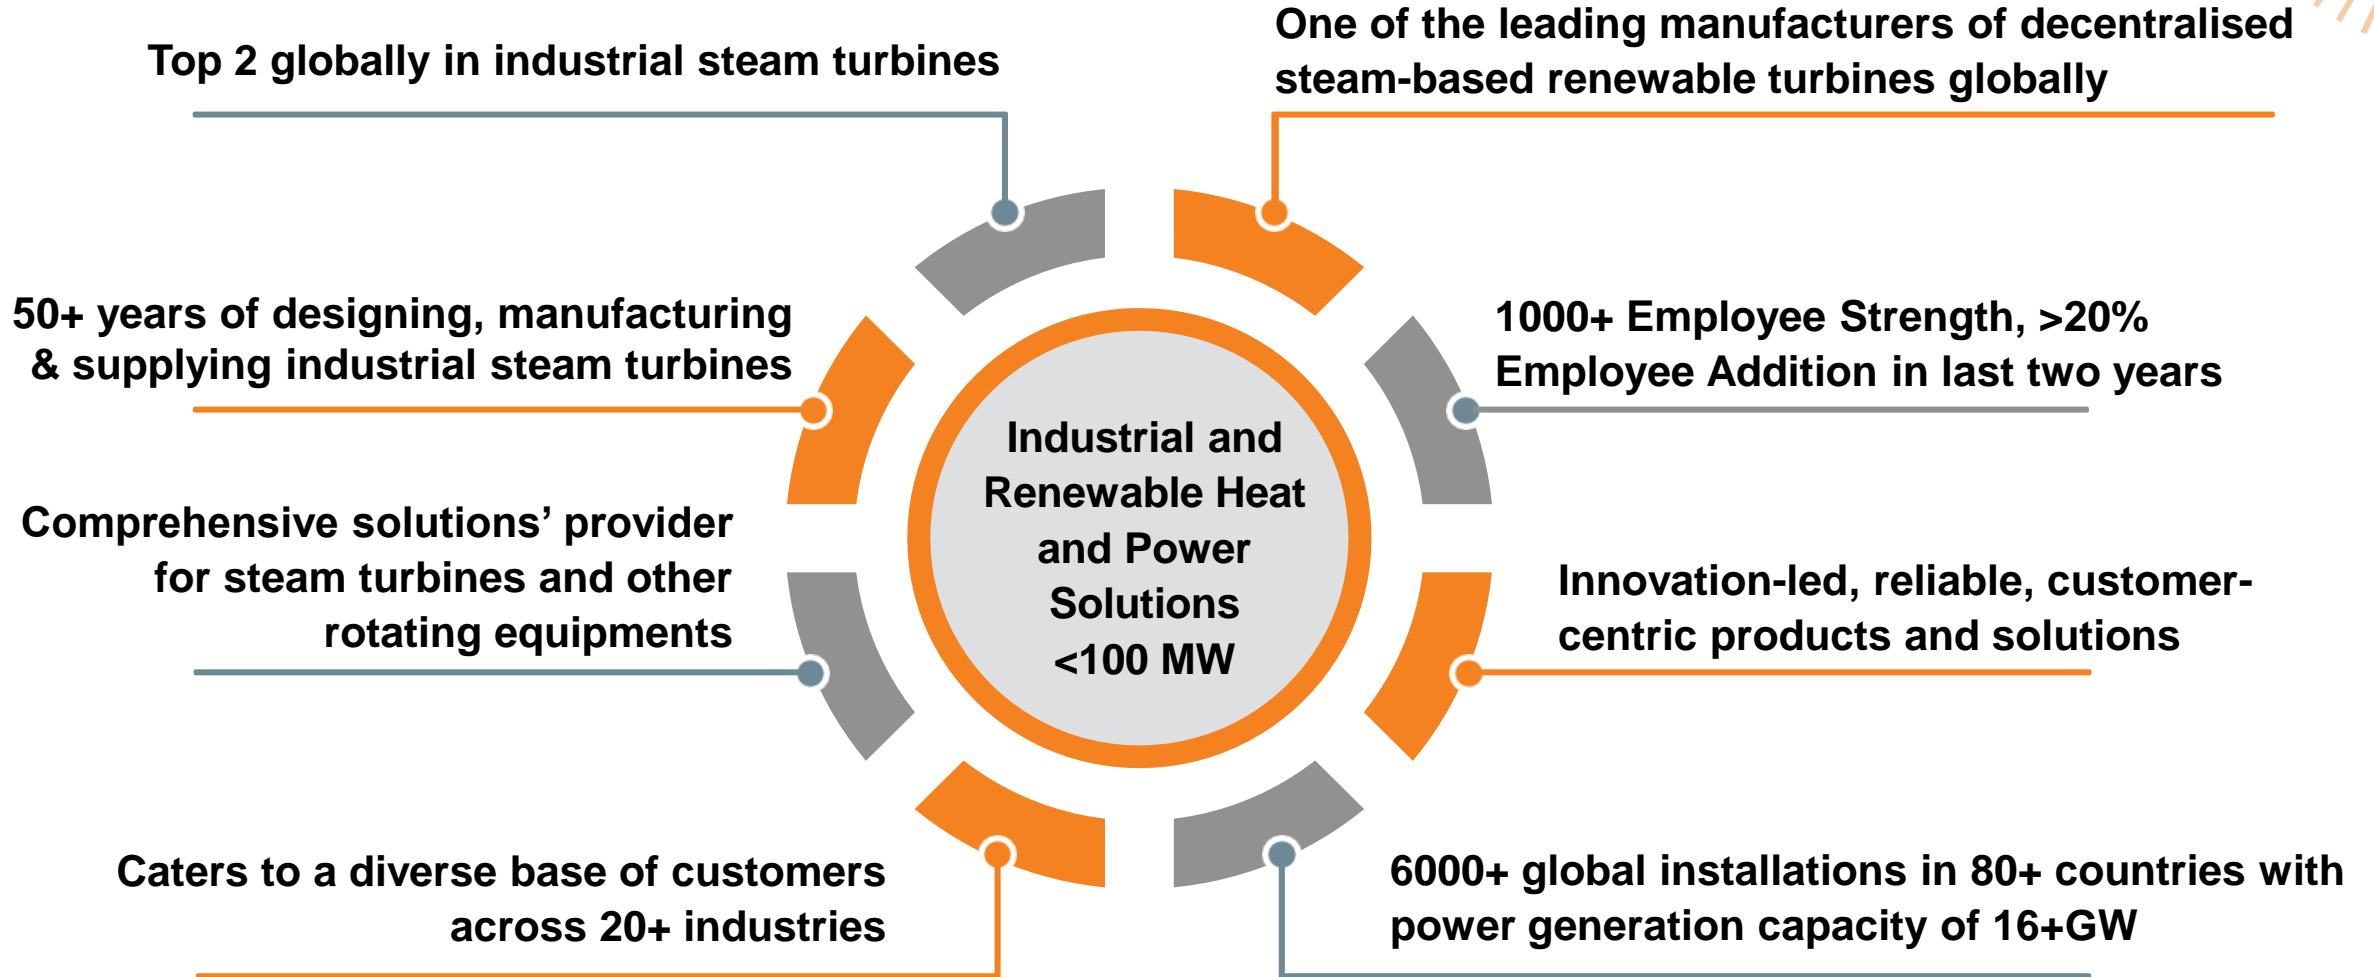 Top 2 globally in industrial steam turbines
One of the leading manufacturers of decentralised
steam-based renewable turbines globally
50+ years of designing, manufacturing
& supplying industrial steam turbines
1000+ Employee Strength, >20%
Employee Addition in last two years
Industrial and
Renewable Heat
and Power
Solutions
<100 MW
Comprehensive solutions’ provider
for steam turbines and other
rotating equipments
Innovation-led, reliable, customer-
centric products and solutions
Caters to a diverse base of customers
across 20+ industries
6000+ global installations in 80+ countries with
power generation capacity of 16+GW